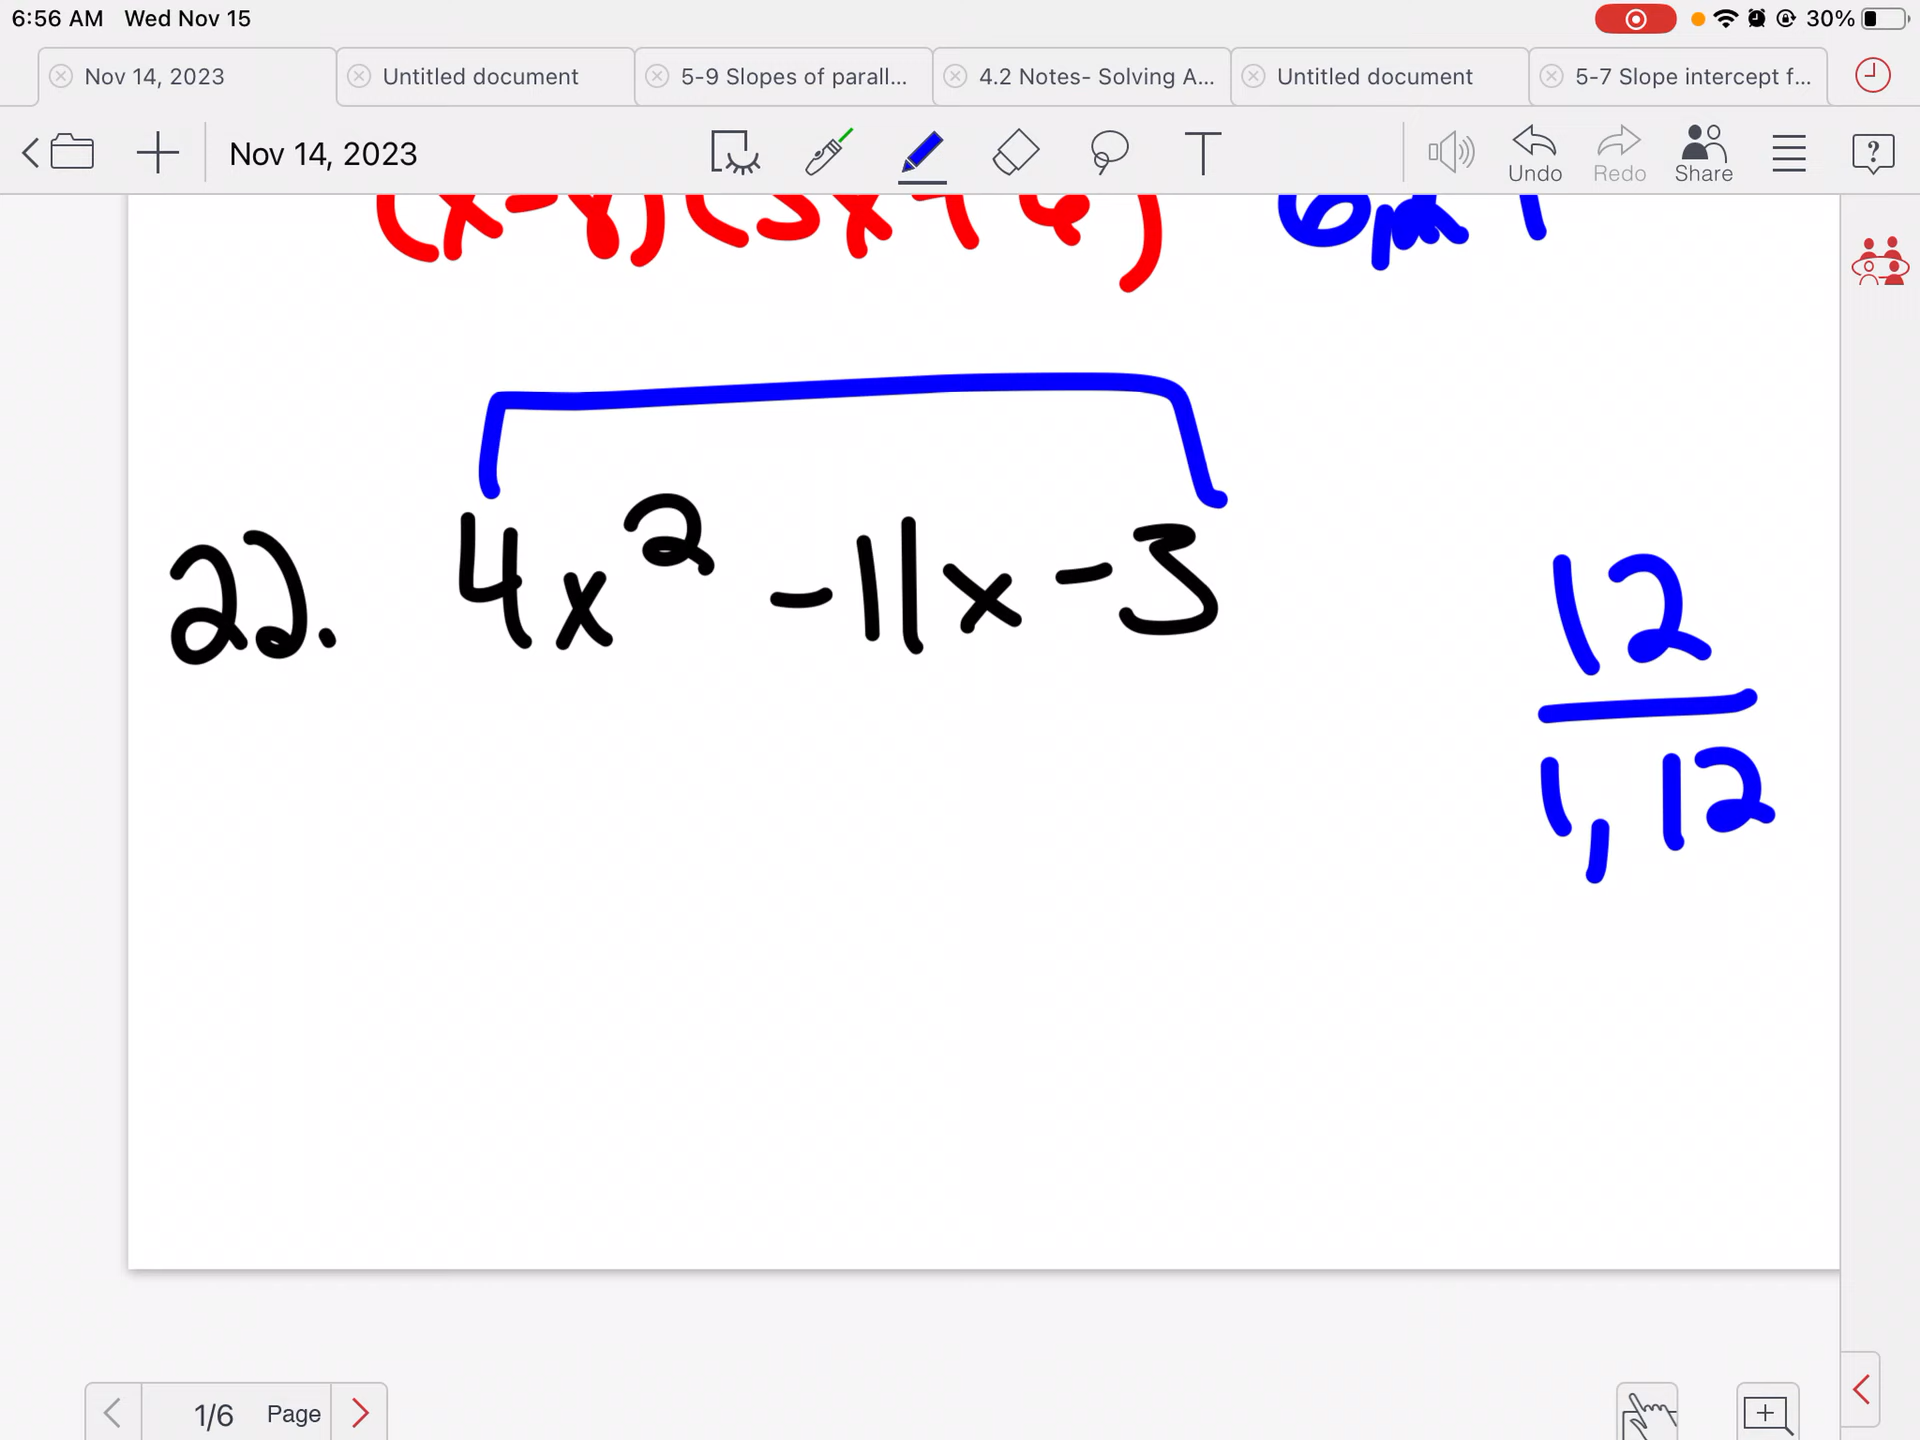 6:56 AM Wed Nov 15
30%
Nov 14, 2023
Untitled document
5-9 Slopes of parall...
4.2 Notes- Solving A...
Untitled document
5-7 Slope intercept f...
Nov 14, 2023
T
Undo
Redo
Share
?
22. 4x² -11x -3
12
1, 12
1/6 Page